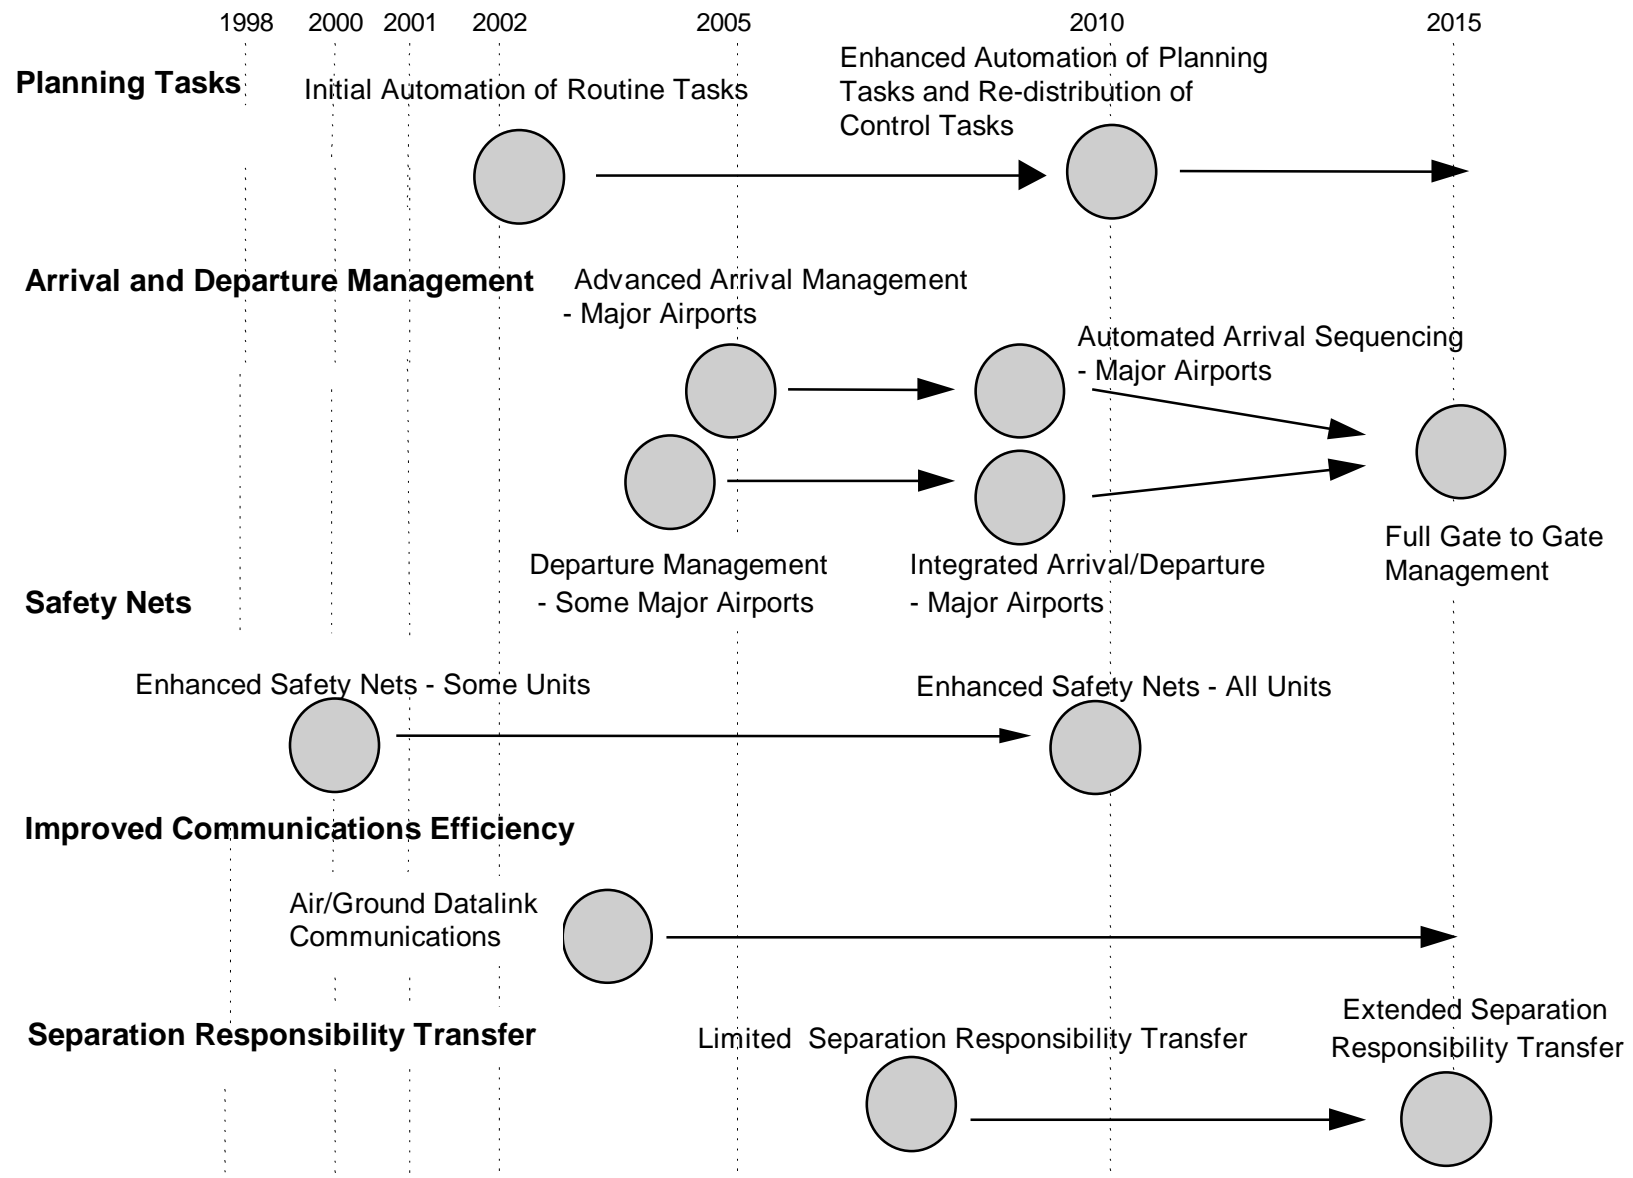 1998 2000 2001 2002 2005 2010 2015
Planning Tasks
Initial Automation of Routine Tasks
Enhanced Automation of Planning
Tasks and Re-distribution of
Control Tasks
Arrival and Departure Management
Advanced Arrival Management
- Major Airports
Automated Arrival Sequencing
- Major Airports
Departure Management
- Some Major Airports
Integrated Arrival/Departure
- Major Airports
Full Gate to Gate
Management
Safety Nets
Enhanced Safety Nets - Some Units
Enhanced Safety Nets - All Units
Improved Communications Efficiency
Air/Ground Datalink
Communications
Separation Responsibility Transfer
Limited Separation Responsibility Transfer
Extended Separation
Responsibility Transfer